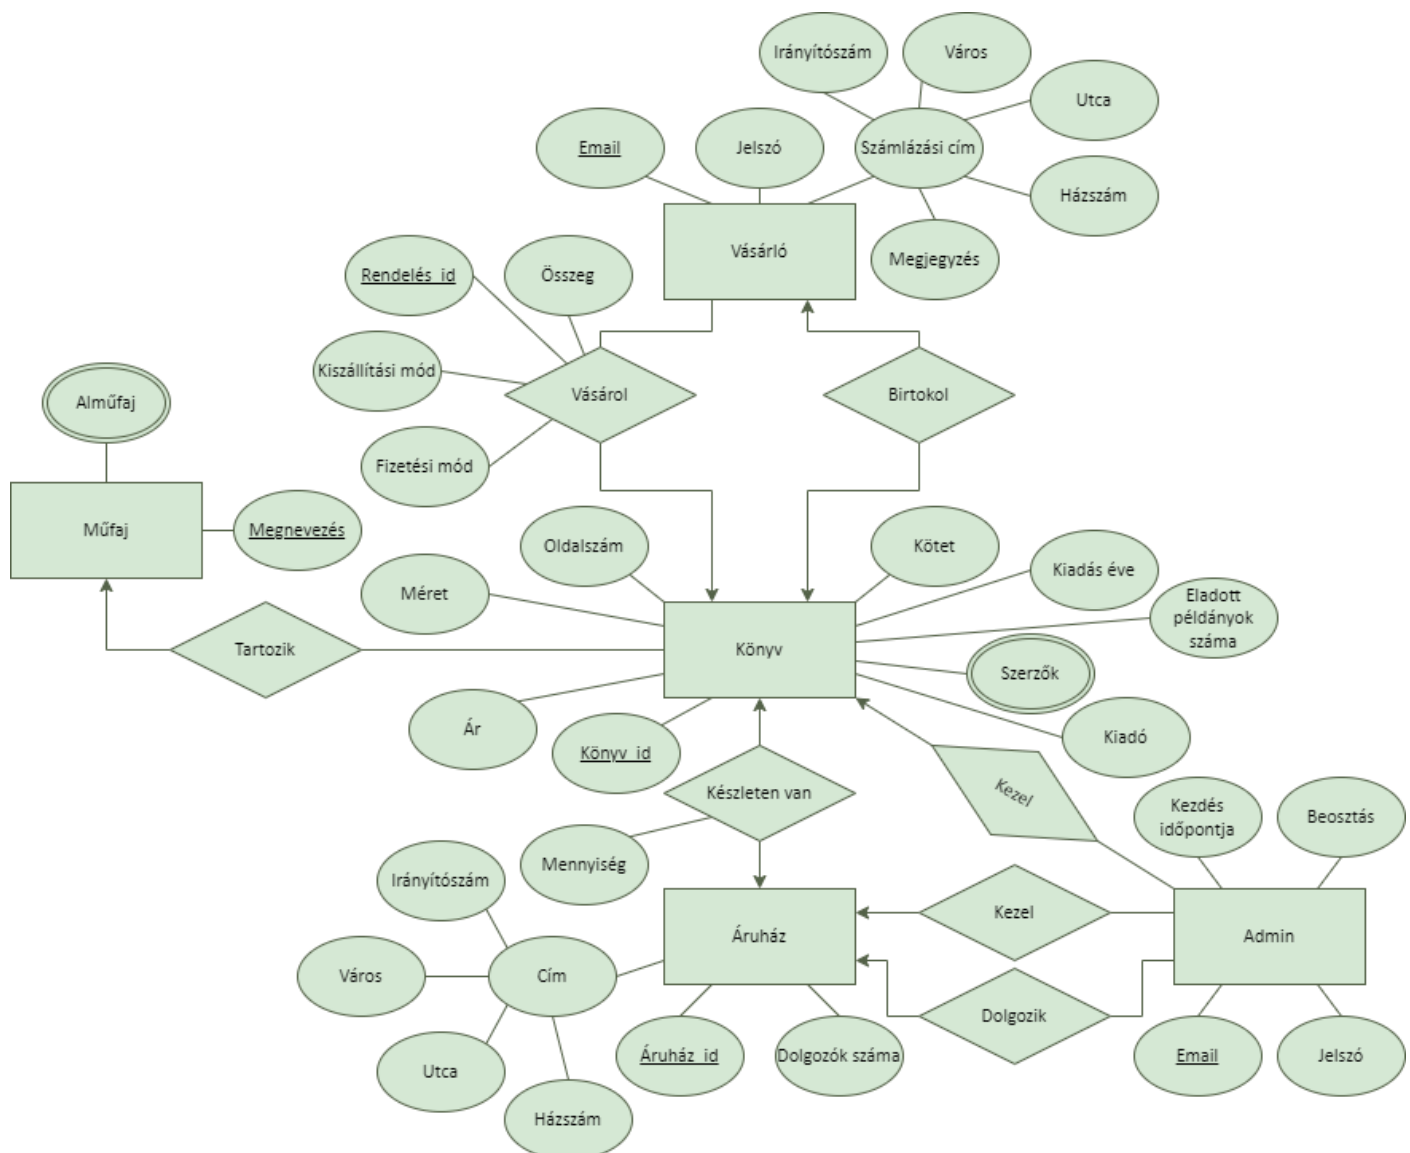 Irányítószám
Város
Utca
Email
Jelszó
Számlázási cím
Házszám
Vásárló
Megjegyzés
Rendelés_id
Összeg
Kiszállítási mód
Vásárol
Birtokol
Alműfaj
Fizetési mód
Műfaj
Megnevezés
Oldalszám
Kötet
Kiadás éve
Méret
Eladott
példányok
száma
Tartozik
Könyv
Szerzők
Ár
Könyv_id
Kiadó
Készleten van
Kezel
Kezdés
időpontja
Beosztás
Mennyiség
Irányítószám
Áruház
Kezel
Admin
Város
Cím
Dolgozik
Utca
Áruház_id
Dolgozók száma
Email
Jelszó
Házszám